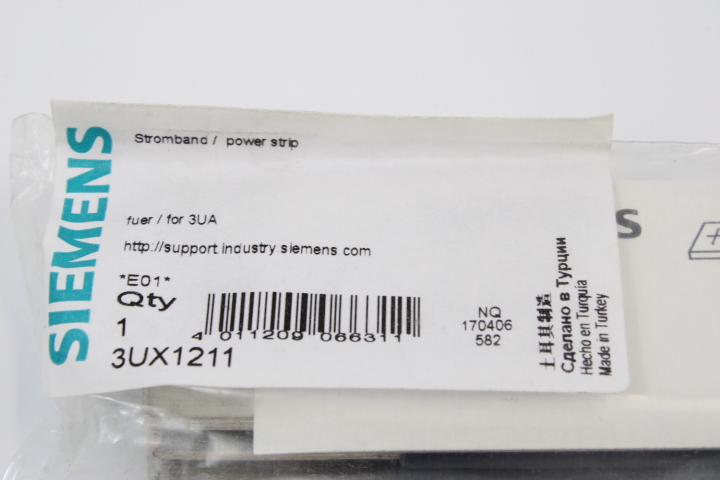 SIEMENS
Stromband / power strip
fuer / for 3UA
http://support.industry siemens com
*E01*
Qty
1
4 011209 066311
3UX1211
NQ
170406
582
土耳其制造
Сделано в Турции
Hecho en Turquia
Made in Turkey
S